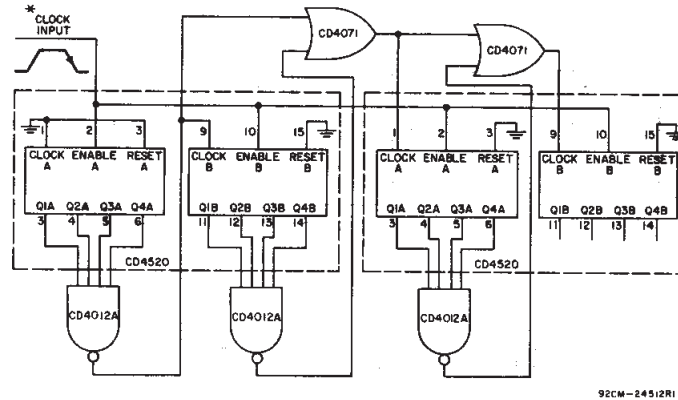 *
CLOCK
INPUT
CD4071
CD4071
1 2 3
9 10 15
1 2 3
9 10 15
CLOCK ENABLE RESET
A A A
CLOCK ENABLE RESET
B B B
CLOCK ENABLE RESET
A A A
CLOCK ENABLE RESET
B B B
Q1A Q2A Q3A Q4A
Q1B Q2B Q3B Q4B
Q1A Q2A Q3A Q4A
Q1B Q2B Q3B Q4B
3 4 5 6
11 12 13 14
3 4 5 6
11 12 13 14
CD4520
CD4520
CD4012A
CD4012A
CD4012A
92CM-24512R1